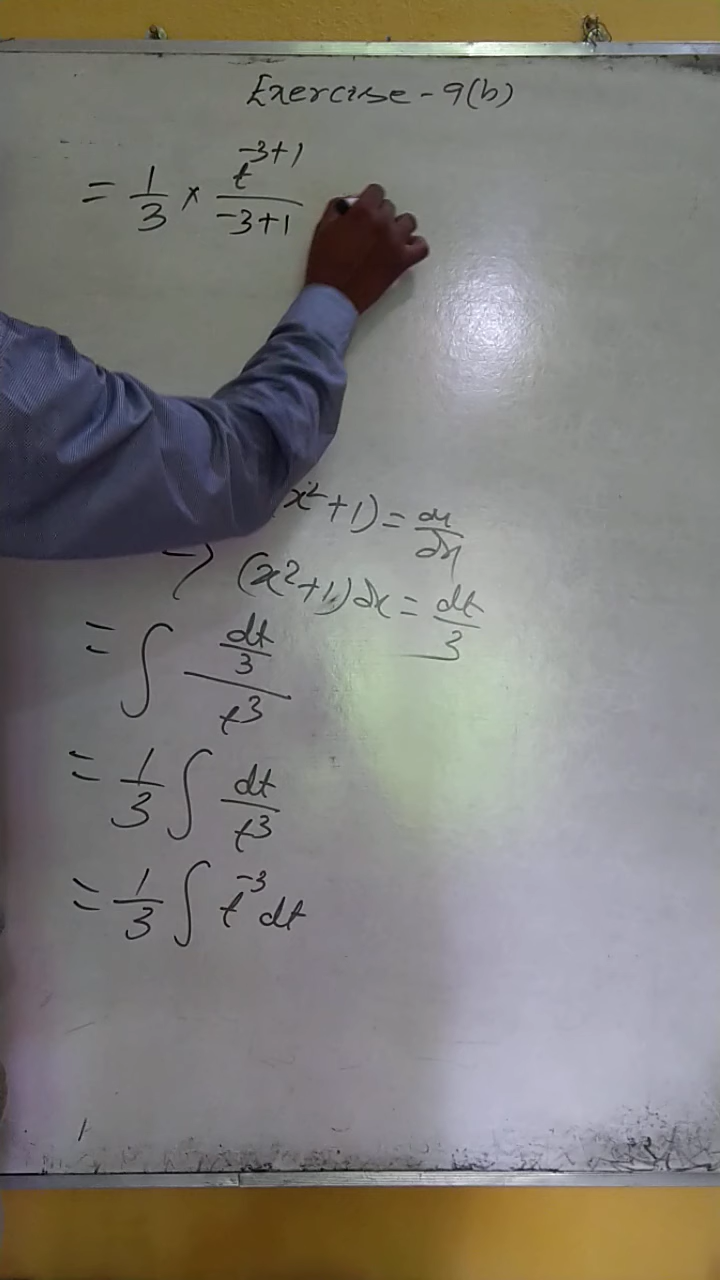 Exercise - 9(b)
= 1/3 × t^(-3+1)/(-3+1)
x²+1) = dt/dx
→ (x²+1) dx = dt/3
= ∫ (dt/3)/t³
= 1/3 ∫ dt/t³
= 1/3 ∫ t⁻³ dt